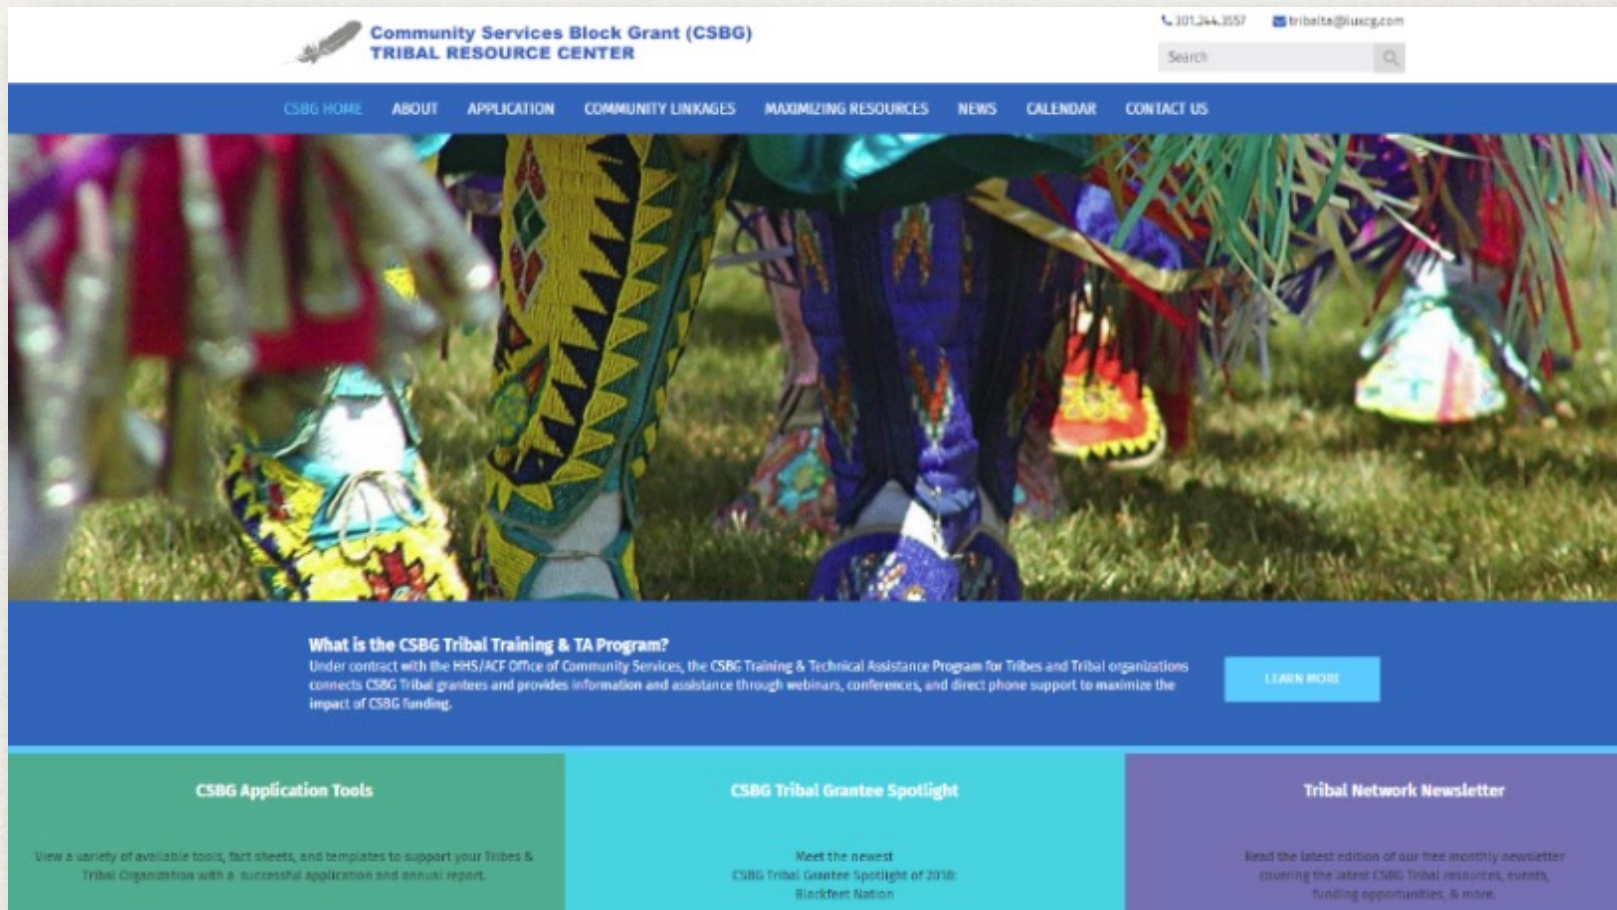 Community Services Block Grant (CSBG)
TRIBAL RESOURCE CENTER
301.244.3557
tribalta@luxcg.com
Search
CSBG HOME ABOUT APPLICATION COMMUNITY LINKAGES MAXIMIZING RESOURCES NEWS CALENDAR CONTACT US
What is the CSBG Tribal Training & TA Program?
Under contract with the HHS/ACF Office of Community Services, the CSBG Training & Technical Assistance Program for Tribes and Tribal organizations
connects CSBG Tribal grantees and provides information and assistance through webinars, conferences, and direct phone support to maximize the
impact of CSBG funding.
LEARN MORE
CSBG Application Tools
View a variety of available tools, fact sheets, and templates to support your Tribes &
Tribal Organization with a successful application and annual report.
CSBG Tribal Grantee Spotlight
Meet the newest
CSBG Tribal Grantee Spotlight of 2018:
Blackfeet Nation
Tribal Network Newsletter
Read the latest edition of our free monthly newsletter
covering the latest CSBG Tribal resources, events,
funding opportunities, & more.